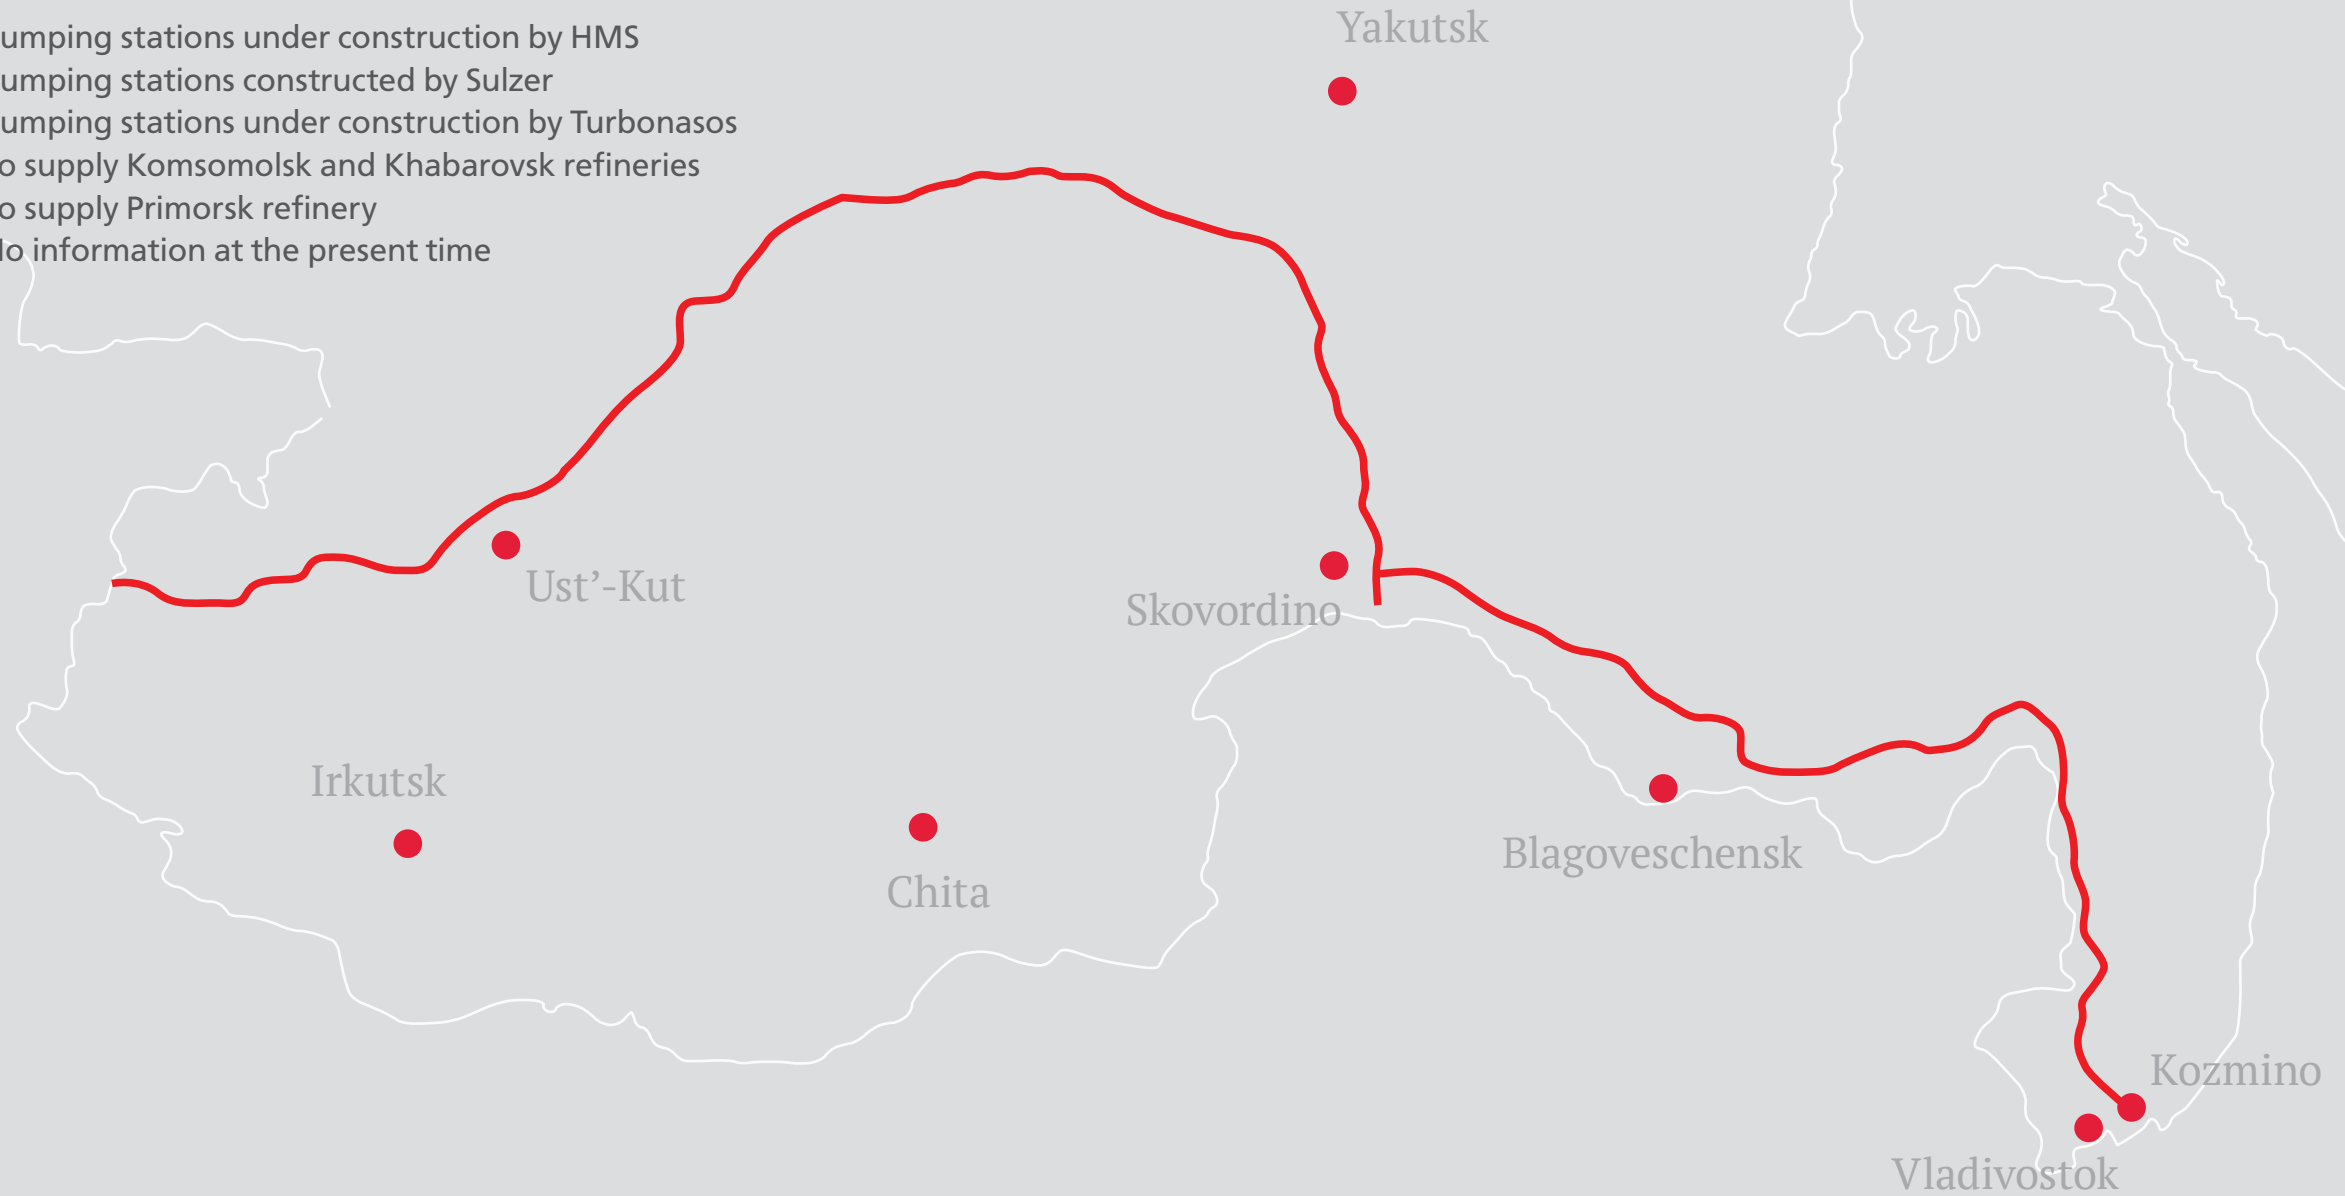 umping stations under construction by HMS
umping stations constructed by Sulzer
umping stations under construction by Turbonasos
o supply Komsomolsk and Khabarovsk refineries
o supply Primorsk refinery
o information at the present time
Yakutsk
Ust’-Kut
Skovordino
Irkutsk
Chita
Blagoveschensk
Kozmino
Vladivostok